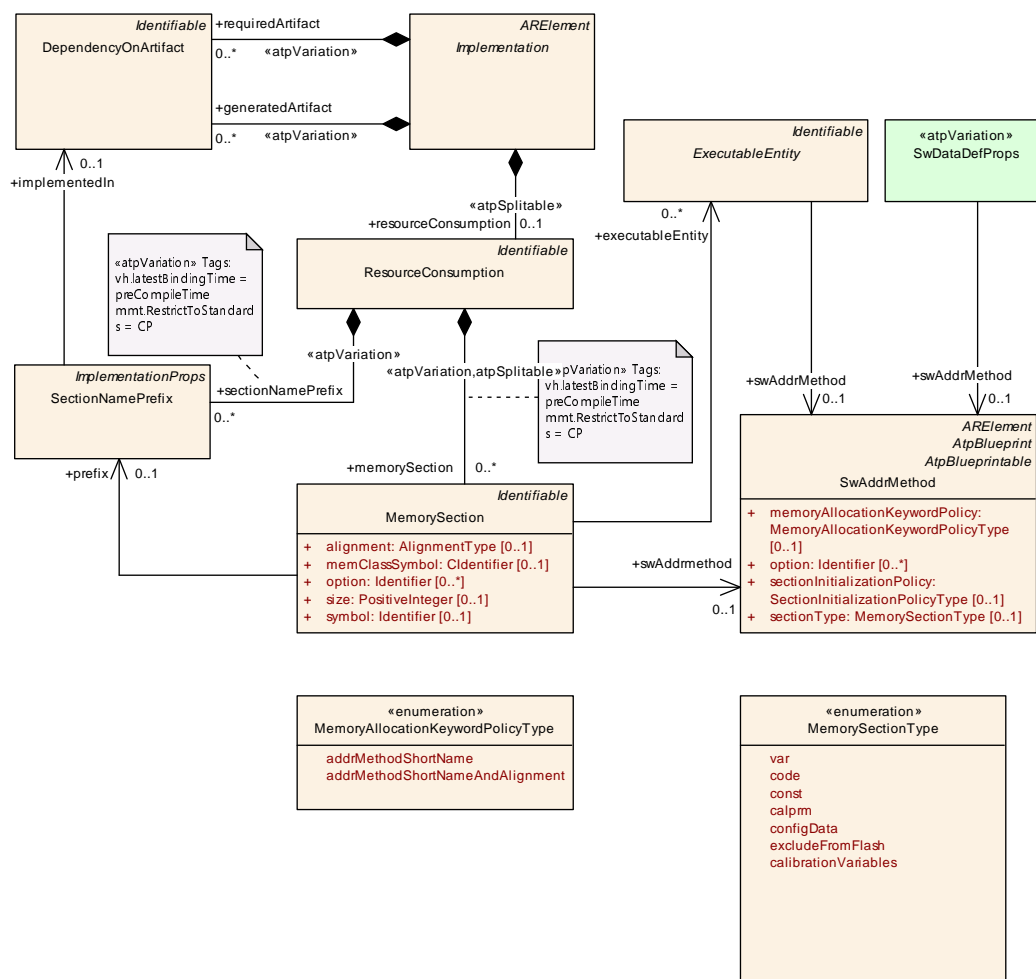 Identifiable
DependencyOnArtifact
+requiredArtifact
0..*
«atpVariation»
+generatedArtifact
0..*
«atpVariation»
ARElement
Implementation
Identifiable
ExecutableEntity
«atpVariation»
SwDataDefProps
0..1
+implementedIn
«atpSplitable»
+resourceConsumption
0..1
0..*
+executableEntity
Identifiable
ResourceConsumption
«atpVariation» Tags:
vh.latestBindingTime =
preCompileTime
mmt.RestrictToStandard
s = CP
«atpVariation»
«atpVariation,atpSplitable»
pVariation» Tags:
vh.latestBindingTime =
preCompileTime
mmt.RestrictToStandard
s = CP
ImplementationProps
SectionNamePrefix
+sectionNamePrefix
0..*
+swAddrMethod
0..1
+swAddrMethod
0..1
+prefix
0..1
+memorySection
0..*
ARElement
AtpBlueprint
AtpBlueprintable
SwAddrMethod
+ memoryAllocationKeywordPolicy:
MemoryAllocationKeywordPolicyType
[0..1]
+ option: Identifier [0..*]
+ sectionInitializationPolicy:
SectionInitializationPolicyType [0..1]
+ sectionType: MemorySectionType [0..1]
Identifiable
MemorySection
+ alignment: AlignmentType [0..1]
+ memClassSymbol: CIdentifier [0..1]
+ option: Identifier [0..*]
+ size: PositiveInteger [0..1]
+ symbol: Identifier [0..1]
+swAddrmethod
0..1
«enumeration»
MemoryAllocationKeywordPolicyType
addrMethodShortName
addrMethodShortNameAndAlignment
«enumeration»
MemorySectionType
var
code
const
calprm
configData
excludeFromFlash
calibrationVariables